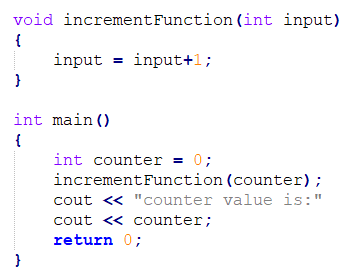 void incrementFunction(int input)
{
    input = input+1;
}

int main()
{
    int counter = 0;
    incrementFunction(counter);
    cout << "counter value is:"
    cout << counter;
    return 0;
}